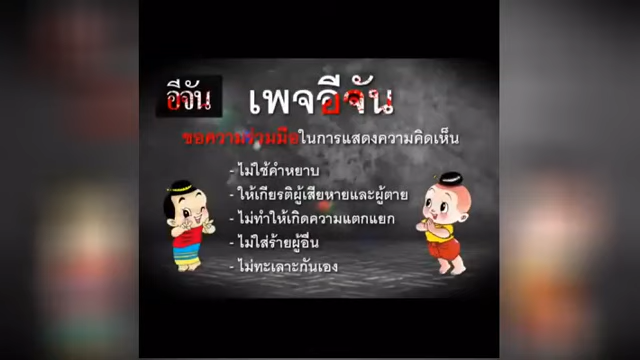 อีจัน
เพจอีจัน
ขอความร่วมมือในการแสดงความคิดเห็น
- ไม่ใช้คำหยาบ
- ให้เกียรติผู้เสียหายและผู้ตาย
- ไม่ทำให้เกิดความแตกแยก
- ไม่ใส่ร้ายผู้อื่น
- ไม่ทะเลาะกันเอง